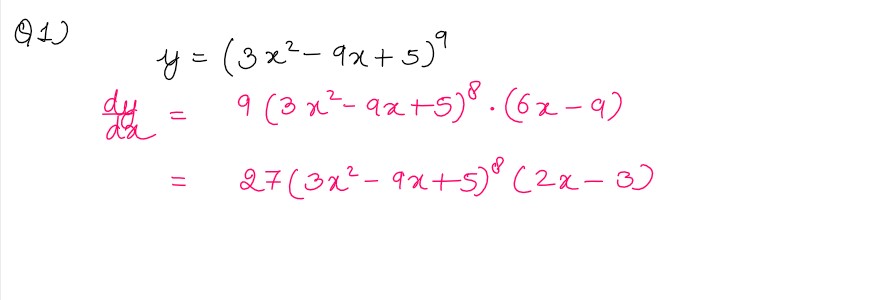 Q1)
y = (3x² - 9x + 5)⁹
dy/dx = 9(3x² - 9x + 5)⁸ · (6x - 9)
= 27(3x² - 9x + 5)⁸ (2x - 3)